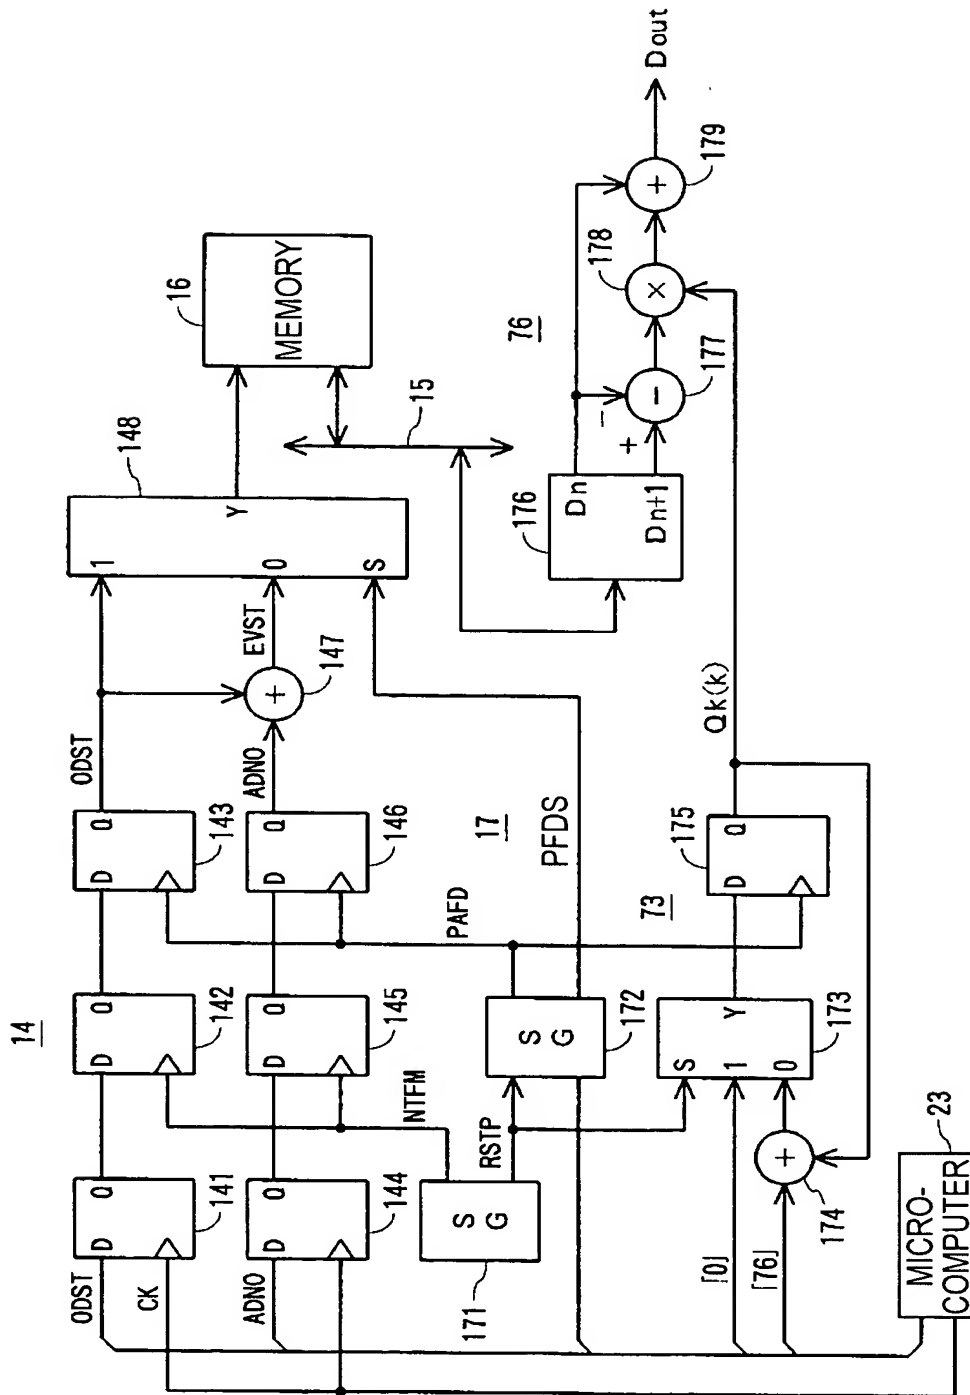 14
ODST
D Q
141
D Q
142
D Q
143
ODST
1
148
Y
0
S
16
MEMORY
CK
ADNO
D Q
144
D Q
145
D Q
146
ADNO
EVST
+
147
15
NTFM
PAFD
17
PFDS
S G
171
RSTP
S G
172
73
176
Dn
Dn+1
76
−
+
−
177
×
178
+
179
Dout
「0」
「76」
S
1
0
Y
173
+
174
D Q
175
Qk(k)
MICRO-
COMPUTER
23